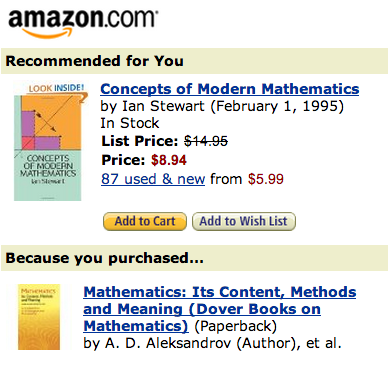 amazon.com
Recommended for You
LOOK INSIDE!
Concepts of Modern Mathematics
by Ian Stewart (February 1, 1995)
In Stock
List Price: $14.95
Price: $8.94
87 used & new from $5.99
CONCEPTS
OF MODERN
MATHEMATICS
Ian Stewart
Add to Cart
Add to Wish List
Because you purchased...
MATHEMATICS
Mathematics: Its Content, Methods
and Meaning (Dover Books on
Mathematics) (Paperback)
by A. D. Aleksandrov (Author), et al.